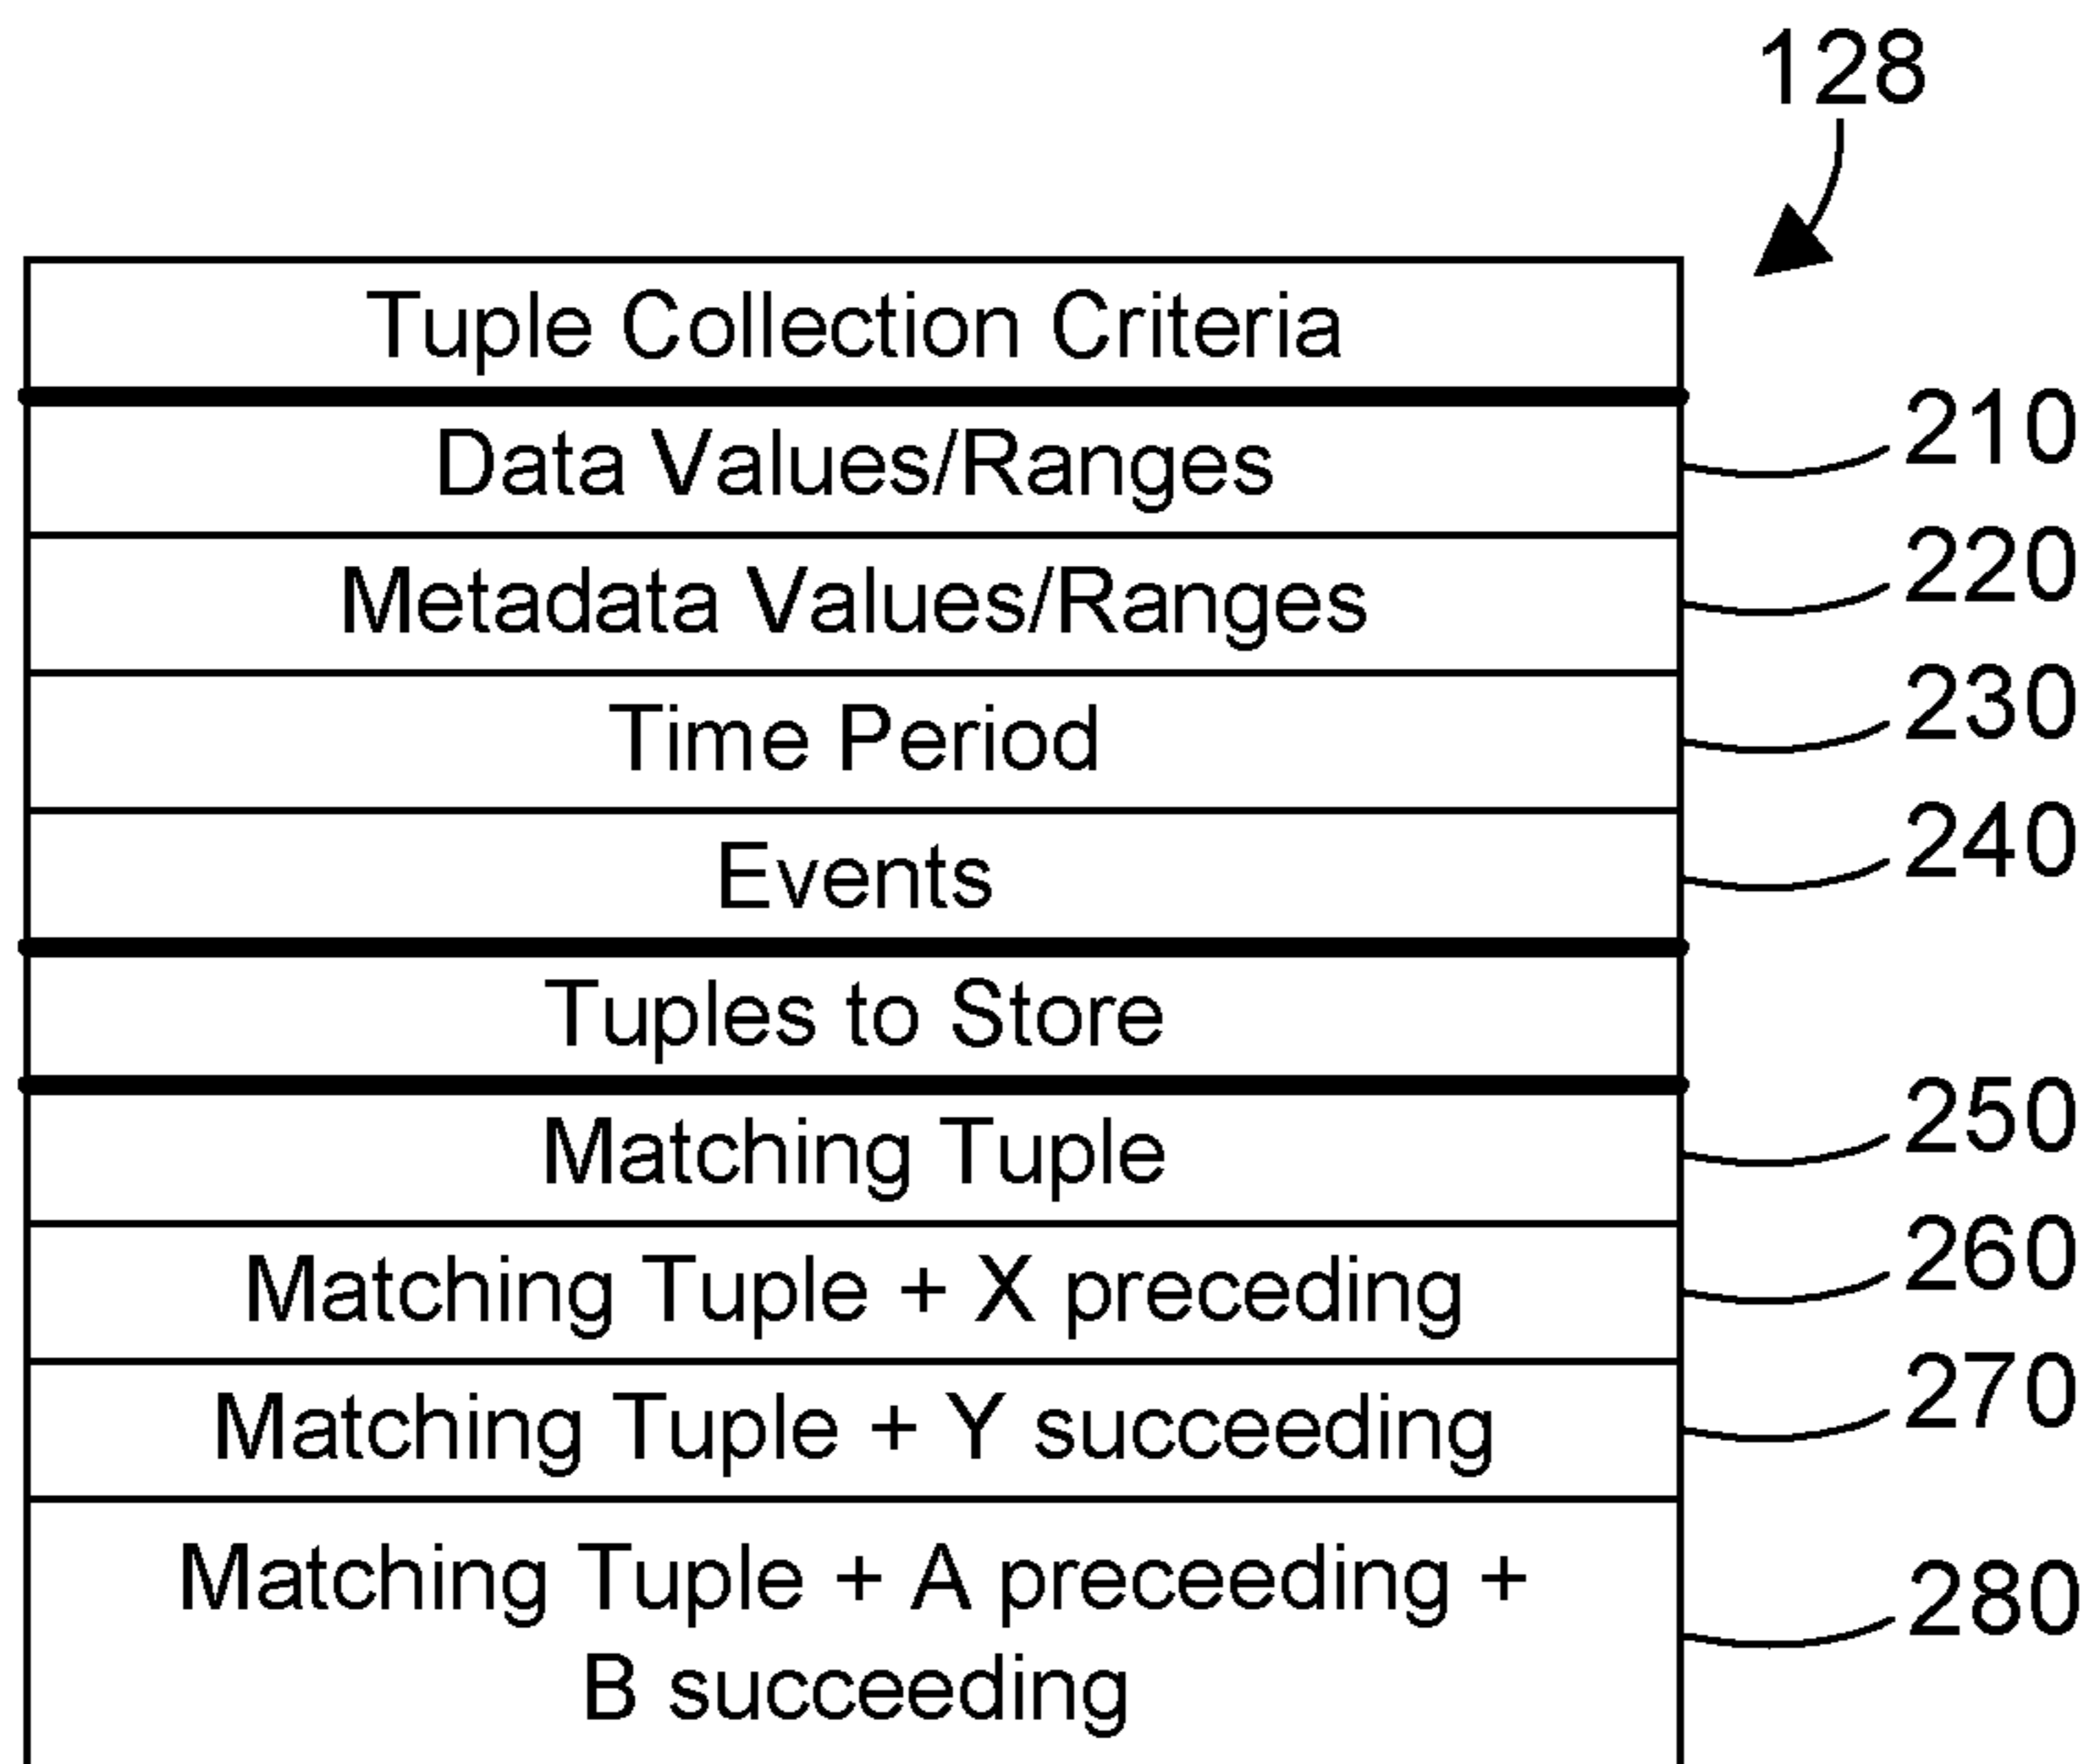 128
Tuple Collection Criteria
Data Values/Ranges
210
Metadata Values/Ranges
220
Time Period
230
Events
240
Tuples to Store
Matching Tuple
250
Matching Tuple + X preceding
260
Matching Tuple + Y succeeding
270
Matching Tuple + A preceeding +
B succeeding
280